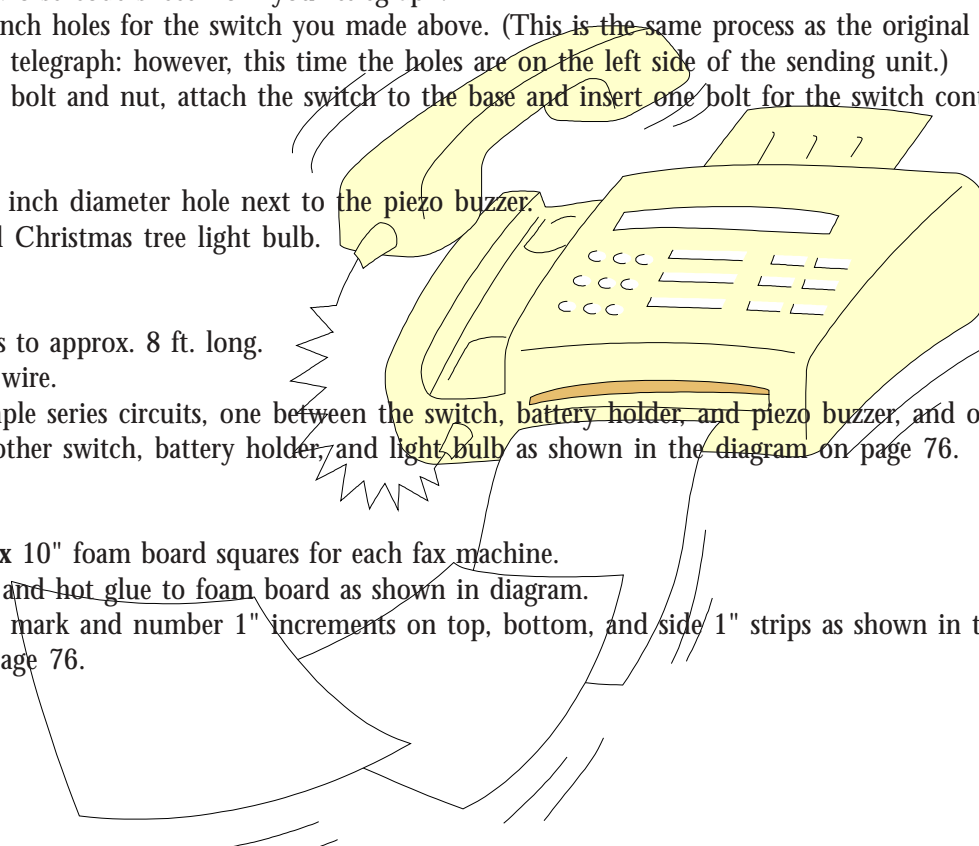 nch holes for the switch you made above. (This is the same process as the original
telegraph: however, this time the holes are on the left side of the sending unit.)
bolt and nut, attach the switch to the base and insert one bolt for the switch cont
inch diameter hole next to the piezo buzzer.
l Christmas tree light bulb.
s to approx. 8 ft. long.
wire.
ple series circuits, one between the switch, battery holder, and piezo buzzer, and o
other switch, battery holder, and light bulb as shown in the diagram on page 76.
x 10" foam board squares for each fax machine.
and hot glue to foam board as shown in diagram.
mark and number 1" increments on top, bottom, and side 1" strips as shown in t
age 76.